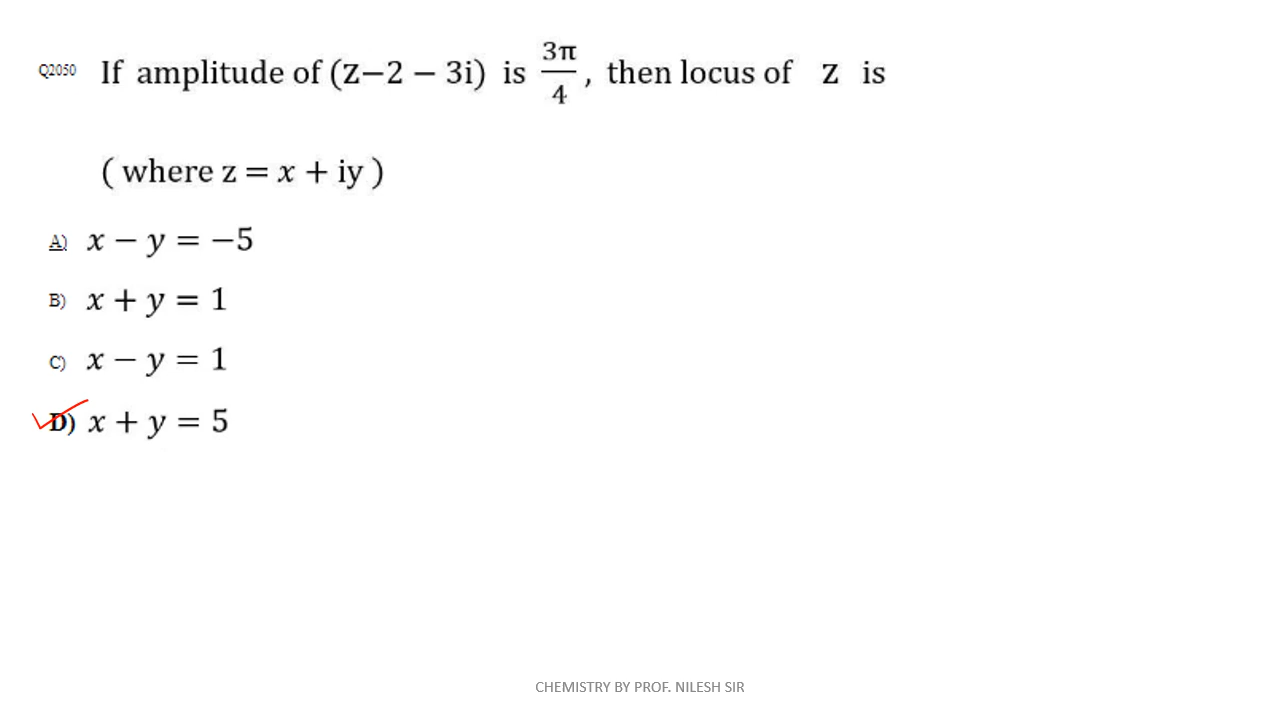 Q2050 If amplitude of (Z−2 − 3i) is 3π/4, then locus of z is
( where z = x + iy )
A) x − y = −5
B) x + y = 1
C) x − y = 1
D) x + y = 5
CHEMISTRY BY PROF. NILESH SIR